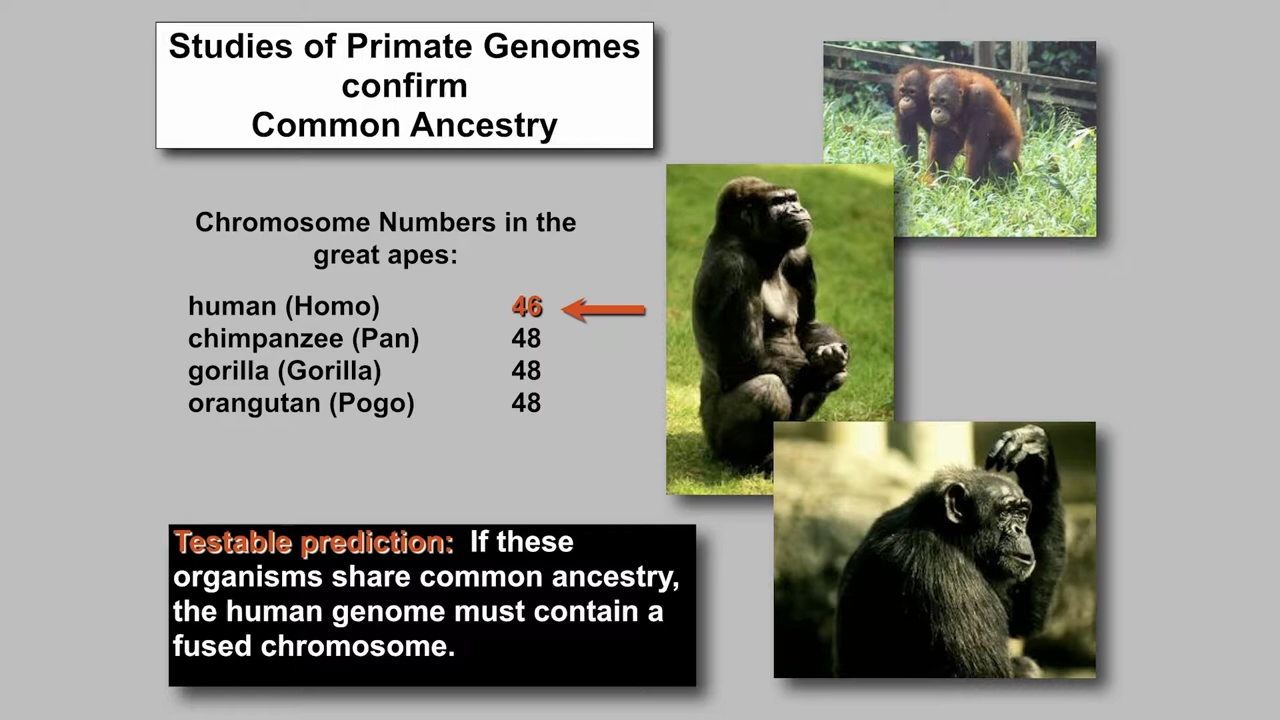 Studies of Primate Genomes
confirm
Common Ancestry
Chromosome Numbers in the
great apes:
human (Homo) 46
chimpanzee (Pan) 48
gorilla (Gorilla) 48
orangutan (Pogo) 48
Testable prediction: If these
organisms share common ancestry,
the human genome must contain a
fused chromosome.